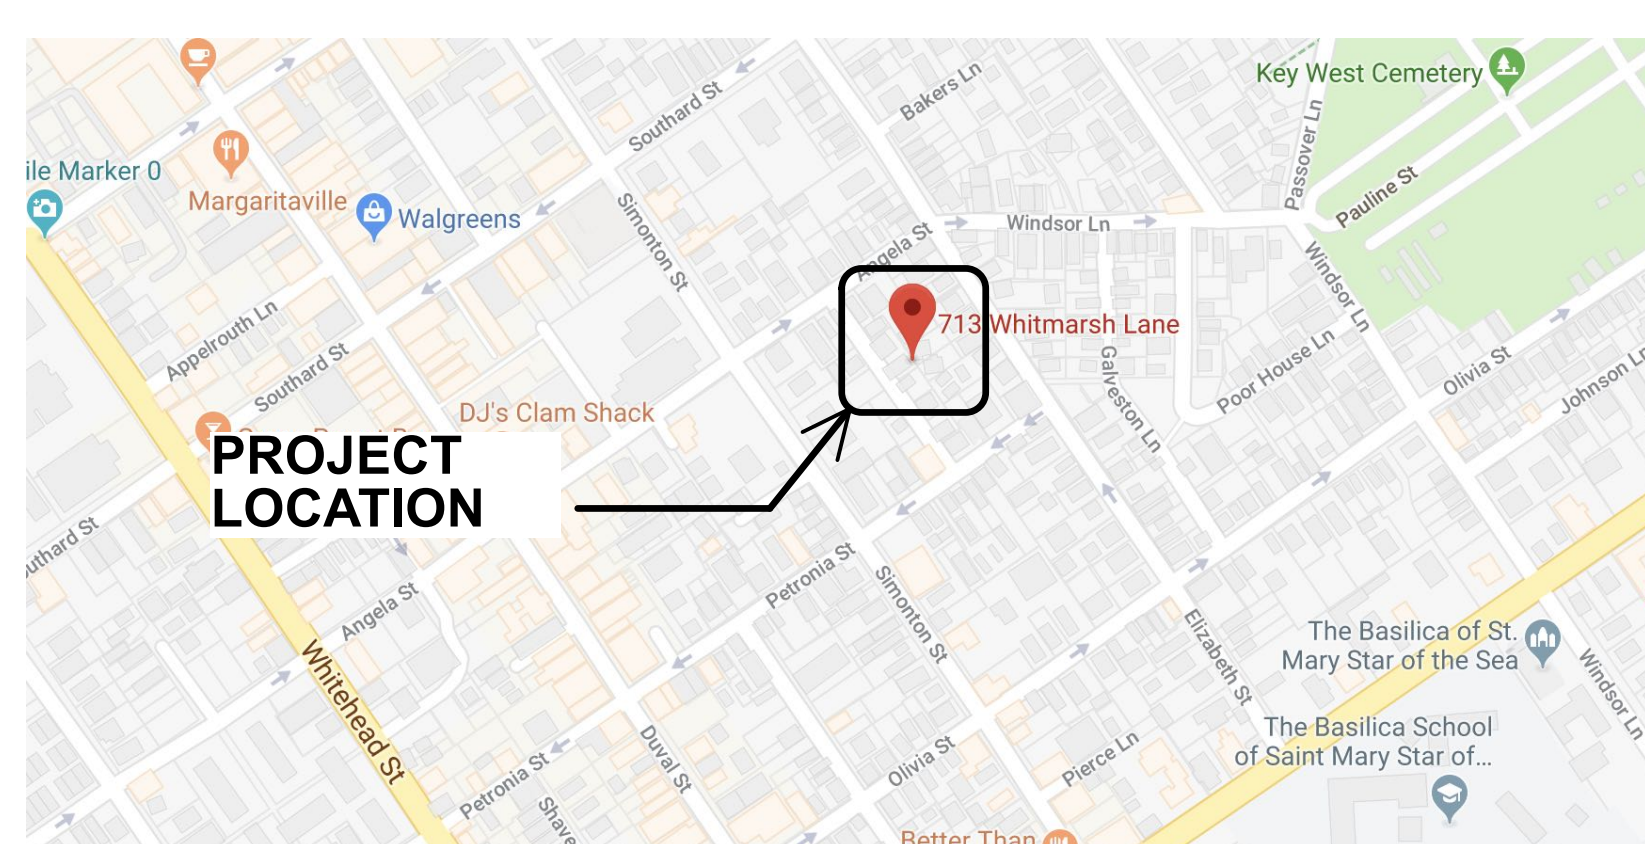 Key West Cemetery
Bakers Ln
Southard St
Passover Ln
ile Marker 0
Margaritaville
Walgreens
Simonton St
Pauline St
Windsor Ln
Angela St
Windsor Ln
713 Whitmarsh Lane
Appelrouth Ln
Southard St
Galveston Ln
Poor House Ln
Olivia St
Johnson Ln
DJ's Clam Shack
PROJECT
LOCATION
uthard St
Angela St
Petronia St
Simonton St
Elizabeth St
The Basilica of St.
Mary Star of the Sea
Windsor Ln
Whitehead St
The Basilica School
of Saint Mary Star of...
Duval St
Olivia St
Pierce Ln
Petronia St
Shave
Better Than